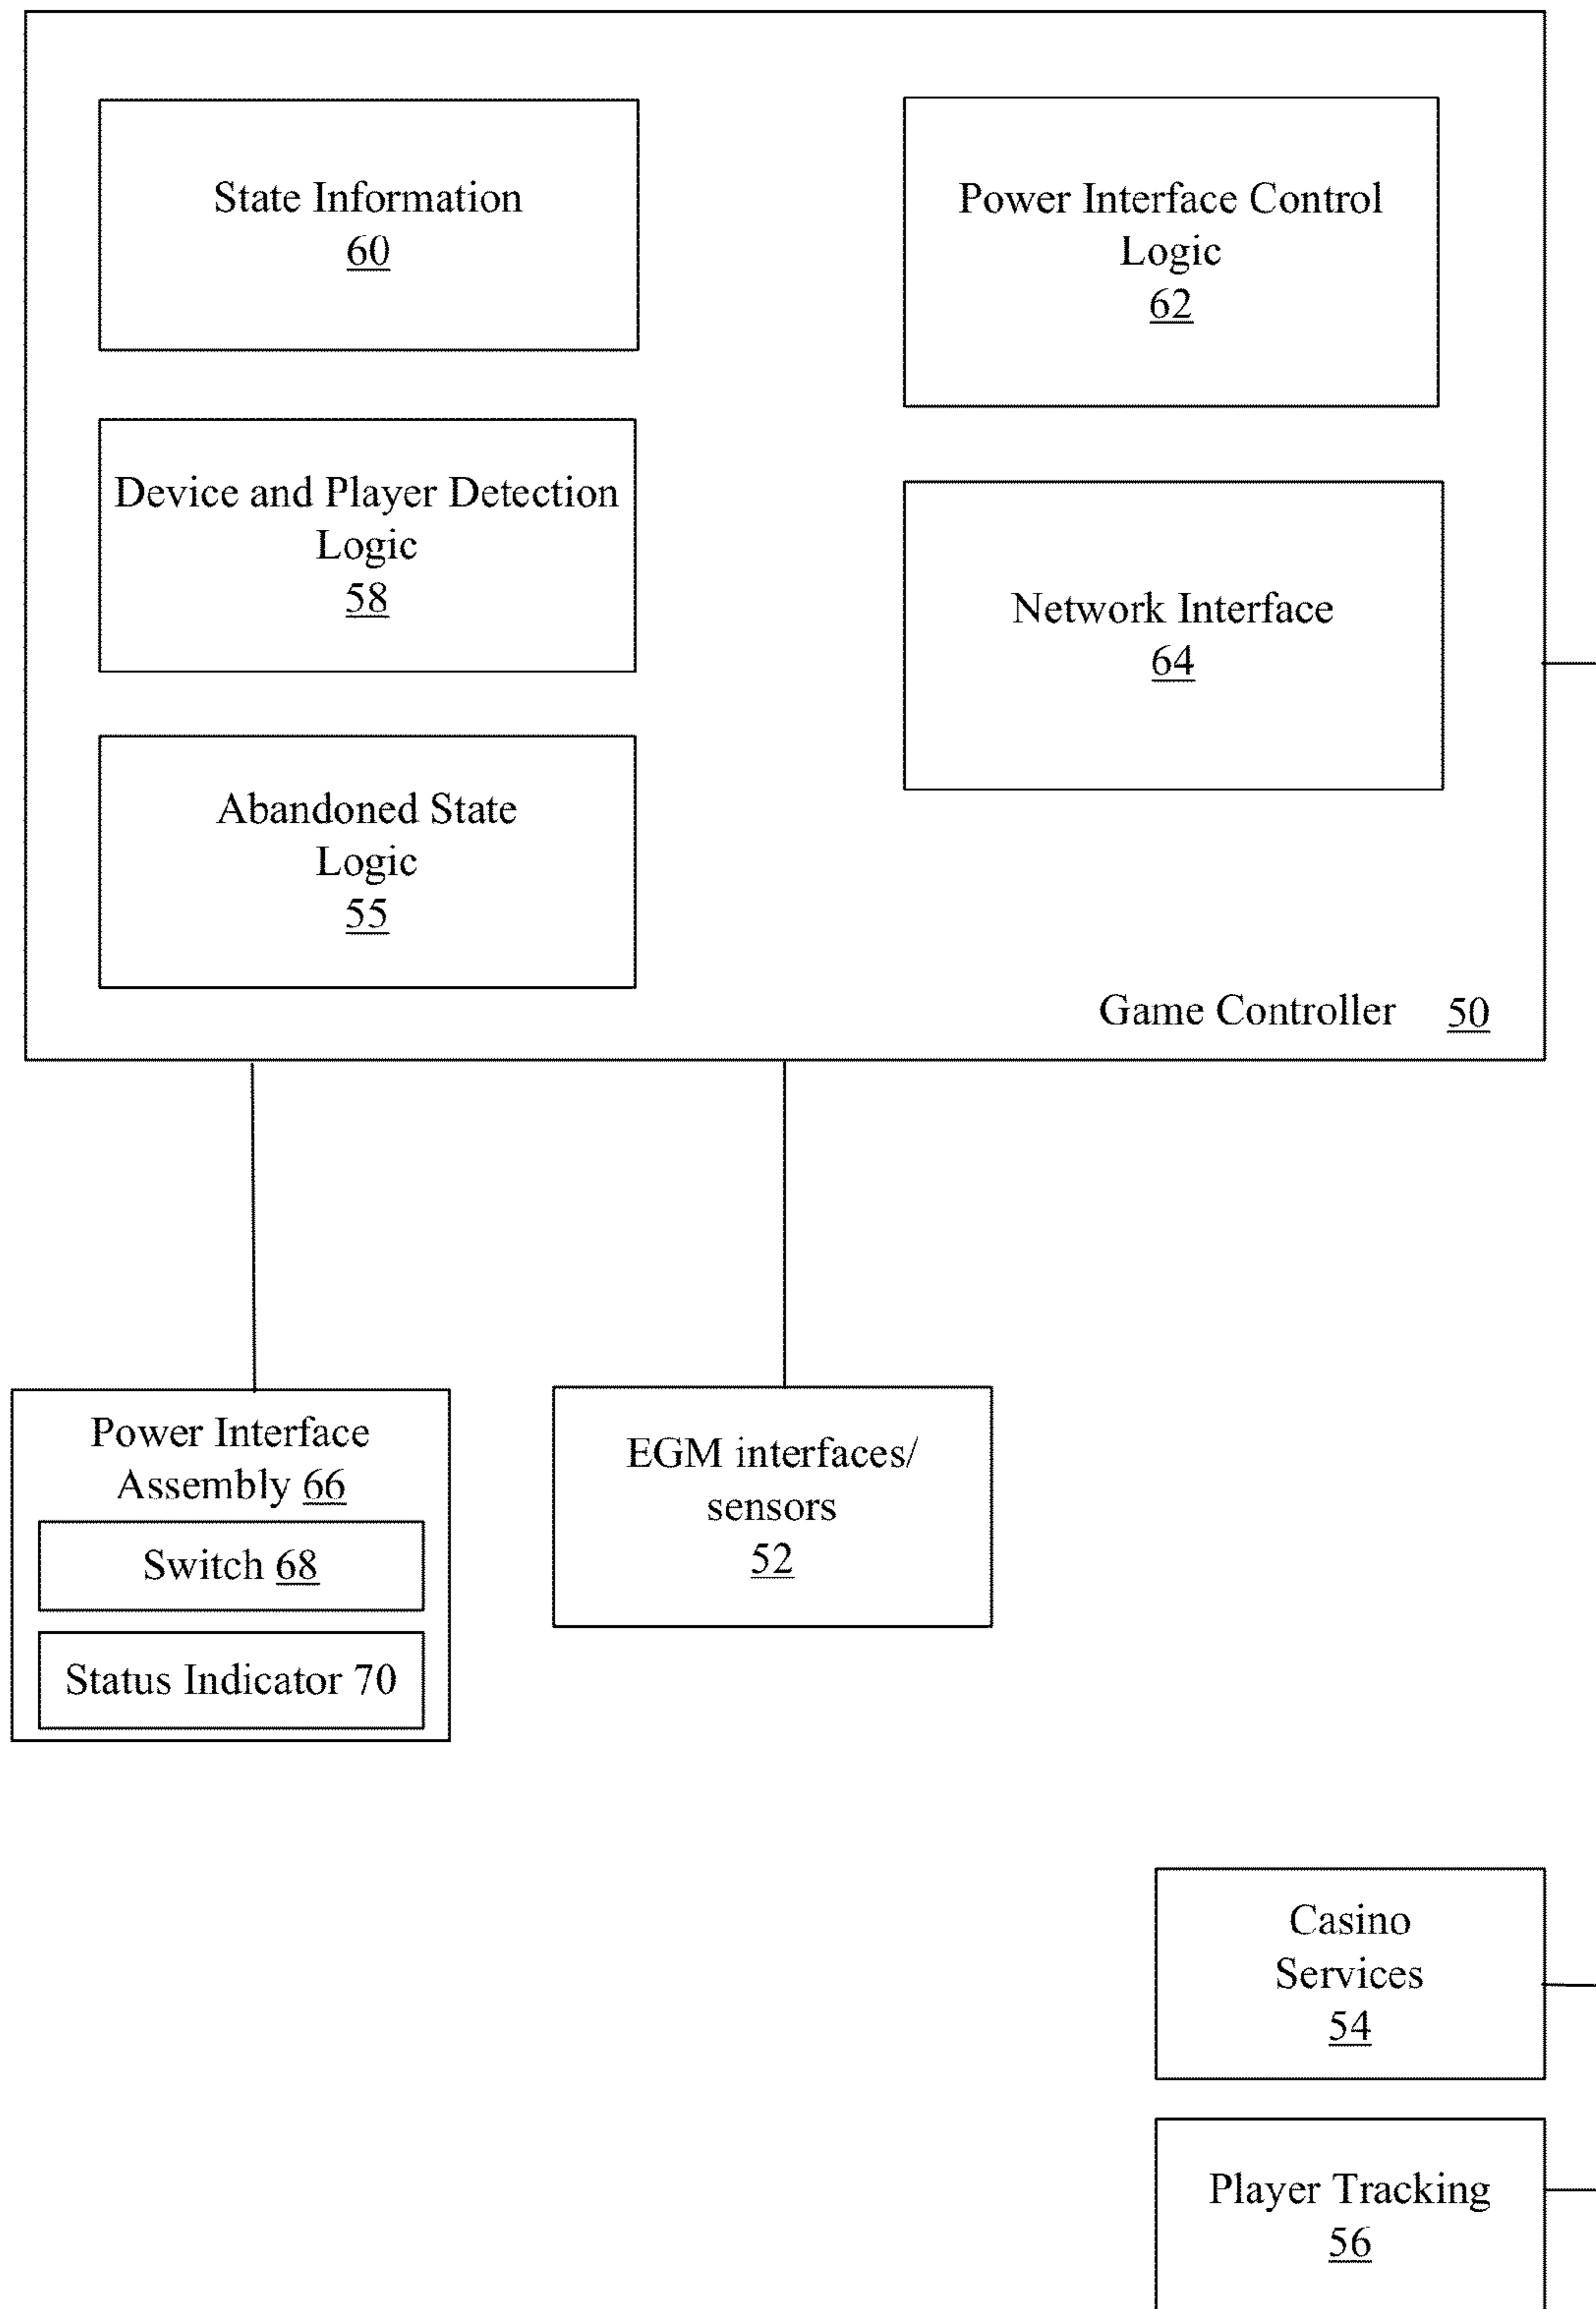 State Information
60
Power Interface Control
Logic
62
Device and Player Detection
Logic
58
Network Interface
64
Abandoned State
Logic
55
Game Controller 50
Power Interface
Assembly 66
Switch 68
Status Indicator 70
EGM interfaces/
sensors
52
Casino
Services
54
Player Tracking
56